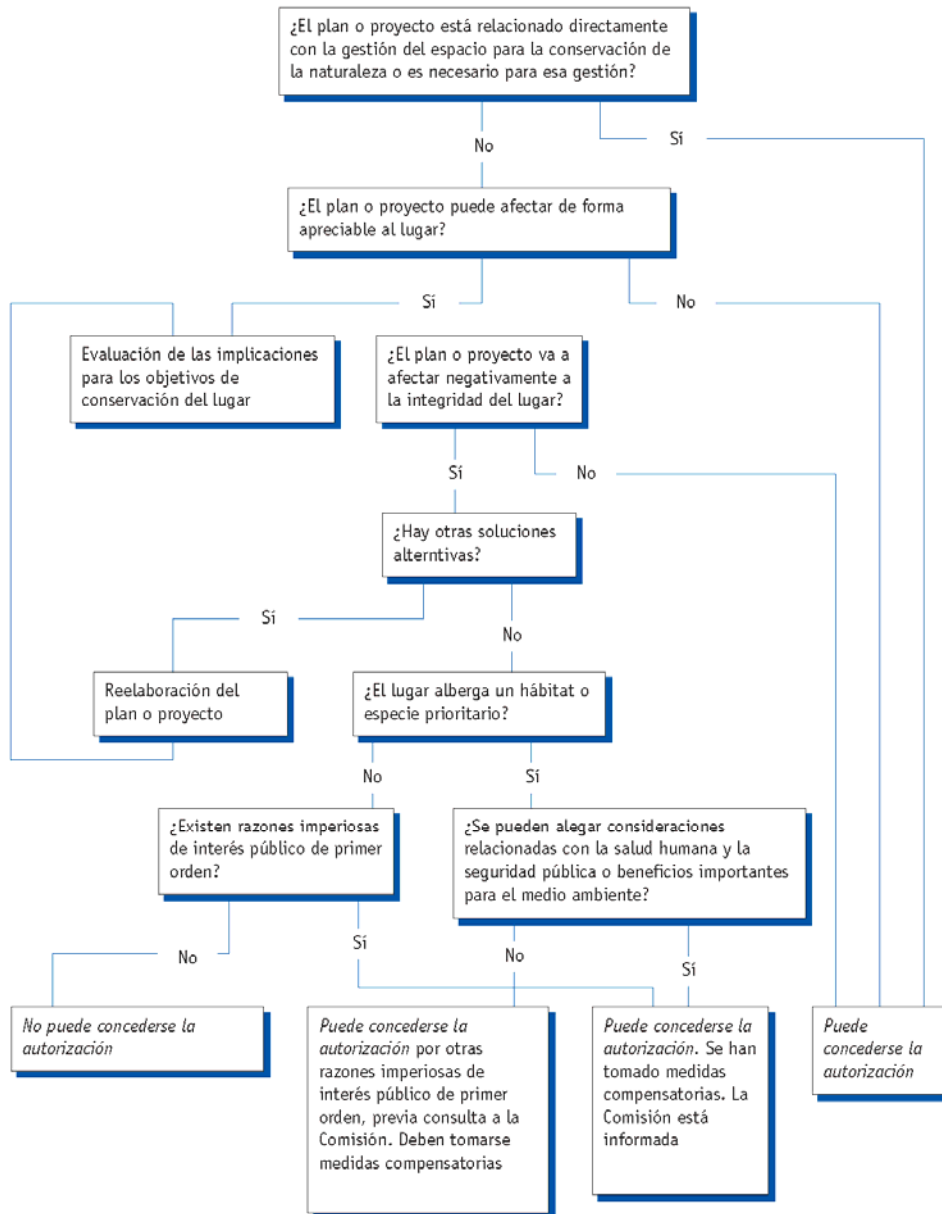 ¿El plan o proyecto está relacionado directamente
con la gestión del espacio para la conservación de
la naturaleza o es necesario para esa gestión?
No
Sí
¿El plan o proyecto puede afectar de forma
apreciable al lugar?
Sí
No
Evaluación de las implicaciones
para los objetivos de
conservación del lugar
¿El plan o proyecto va a
afectar negativamente a
la integridad del lugar?
Sí
No
¿Hay otras soluciones
alterntivas?
Sí
No
Reelaboración del
plan o proyecto
¿El lugar alberga un hábitat o
especie prioritario?
No
Sí
¿Existen razones imperiosas
de interés público de primer
orden?
¿Se pueden alegar consideraciones
relacionadas con la salud humana y la
seguridad pública o beneficios importantes
para el medio ambiente?
No
Sí
No
Sí
No puede concederse la
autorización
Puede concederse la
autorización por otras
razones imperiosas de
interés público de primer
orden, previa consulta a la
Comisión. Deben tomarse
medidas compensatorias
Puede concederse la
autorización. Se han
tomado medidas
compensatorias. La
Comisión está
informada
Puede
concederse la
autorización